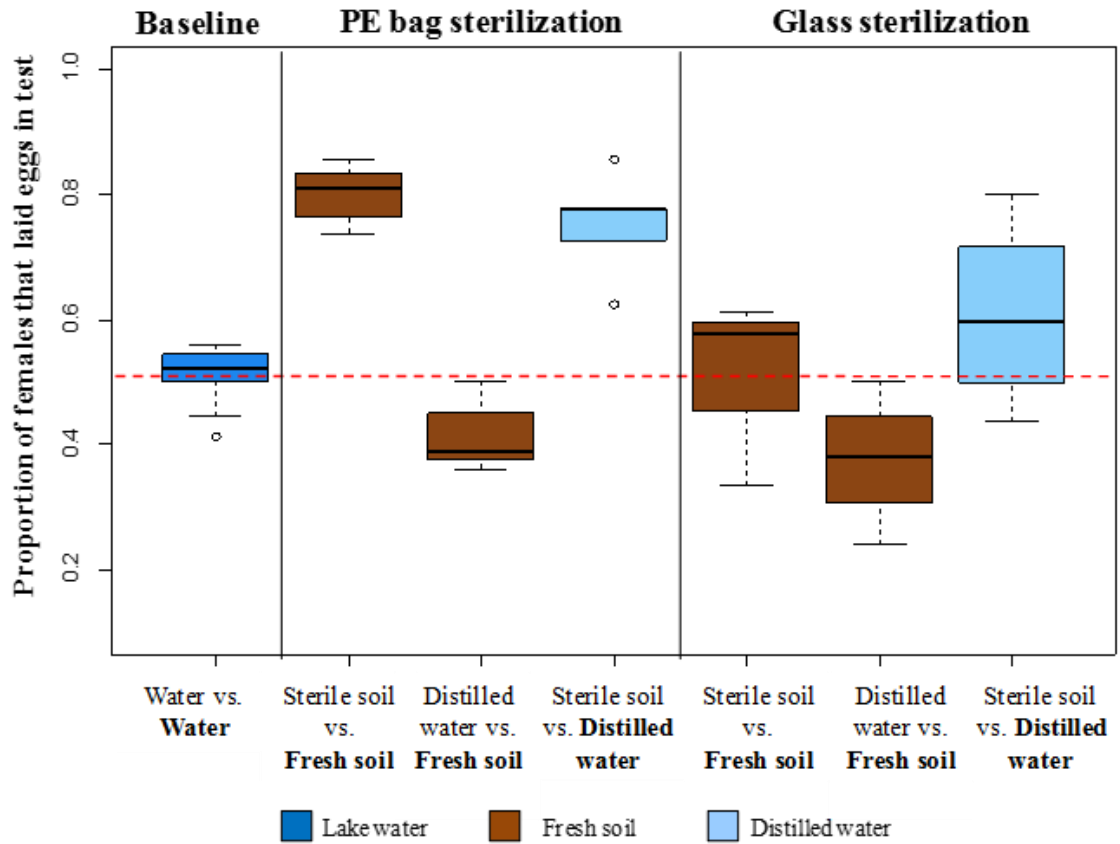 Baseline
PE bag sterilization
Glass sterilization
Proportion of females that laid eggs in test
1.0
0.8
0.6
0.4
0.2
Water vs.
Water
Sterile soil
vs.
Fresh soil
Distilled
water vs.
Fresh soil
Sterile soil
vs. Distilled
water
Sterile soil
vs.
Fresh soil
Distilled
water vs.
Fresh soil
Sterile soil
vs. Distilled
water
Lake water
Fresh soil
Distilled water